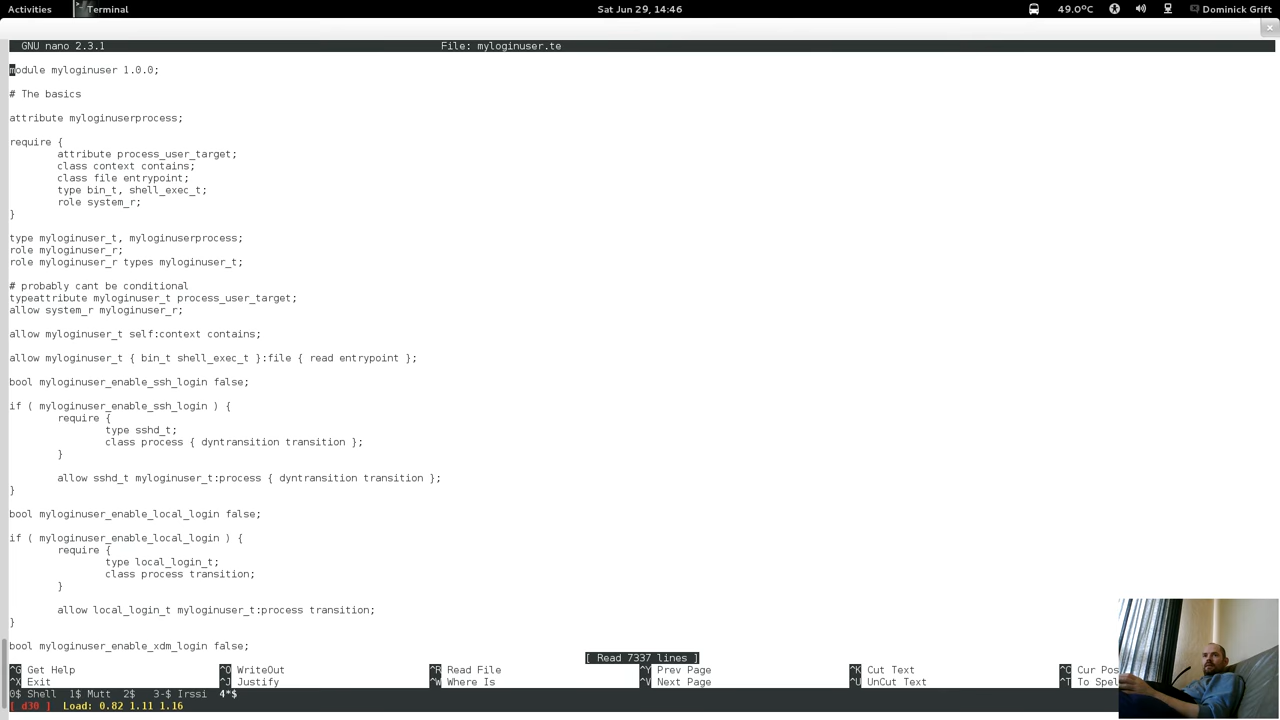 Activities
Terminal
Sat Jun 29, 14:46
49.0°C
Dominick Grift
GNU nano 2.3.1
File: myloginuser.te
module myloginuser 1.0.0;
# The basics
attribute myloginuserprocess;
require {
attribute process_user_target;
class context contains;
class file entrypoint;
type bin_t, shell_exec_t;
role system_r;
}
type myloginuser_t, myloginuserprocess;
role myloginuser_r;
role myloginuser_r types myloginuser_t;
# probably cant be conditional
typeattribute myloginuser_t process_user_target;
allow system_r myloginuser_r;
allow myloginuser_t self:context contains;
allow myloginuser_t { bin_t shell_exec_t }:file { read entrypoint };
bool myloginuser_enable_ssh_login false;
if ( myloginuser_enable_ssh_login ) {
require {
type sshd_t;
class process { dyntransition transition };
}
allow sshd_t myloginuser_t:process { dyntransition transition };
}
bool myloginuser_enable_local_login false;
if ( myloginuser_enable_local_login ) {
require {
type local_login_t;
class process transition;
}
allow local_login_t myloginuser_t:process transition;
}
bool myloginuser_enable_xdm_login false;
[ Read 7337 lines ]
^G Get Help ^O WriteOut ^R Read File ^Y Prev Page ^K Cut Text ^C Cur Pos
^X Exit ^J Justify ^W Where Is ^V Next Page ^U UnCut Text ^T To Spel
0$ Shell 1$ Mutt 2$ 3-$ Irssi 4*$
[ d30 ] Load: 0.82 1.11 1.16